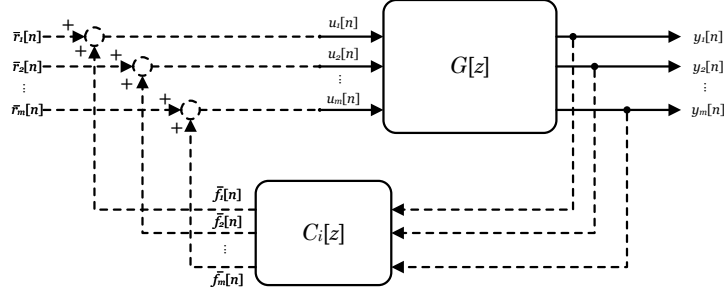 r̄₁[n] + + u₁[n] G[z] y₁[n]
r̄₂[n] + + u₂[n] y₂[n]
⋮ ⋮ ⋮
r̄ₘ[n] + + uₘ[n] yₘ[n]
f̄₁[n] Cᵢ[z]
f̄₂[n]
⋮
f̄ₘ[n]